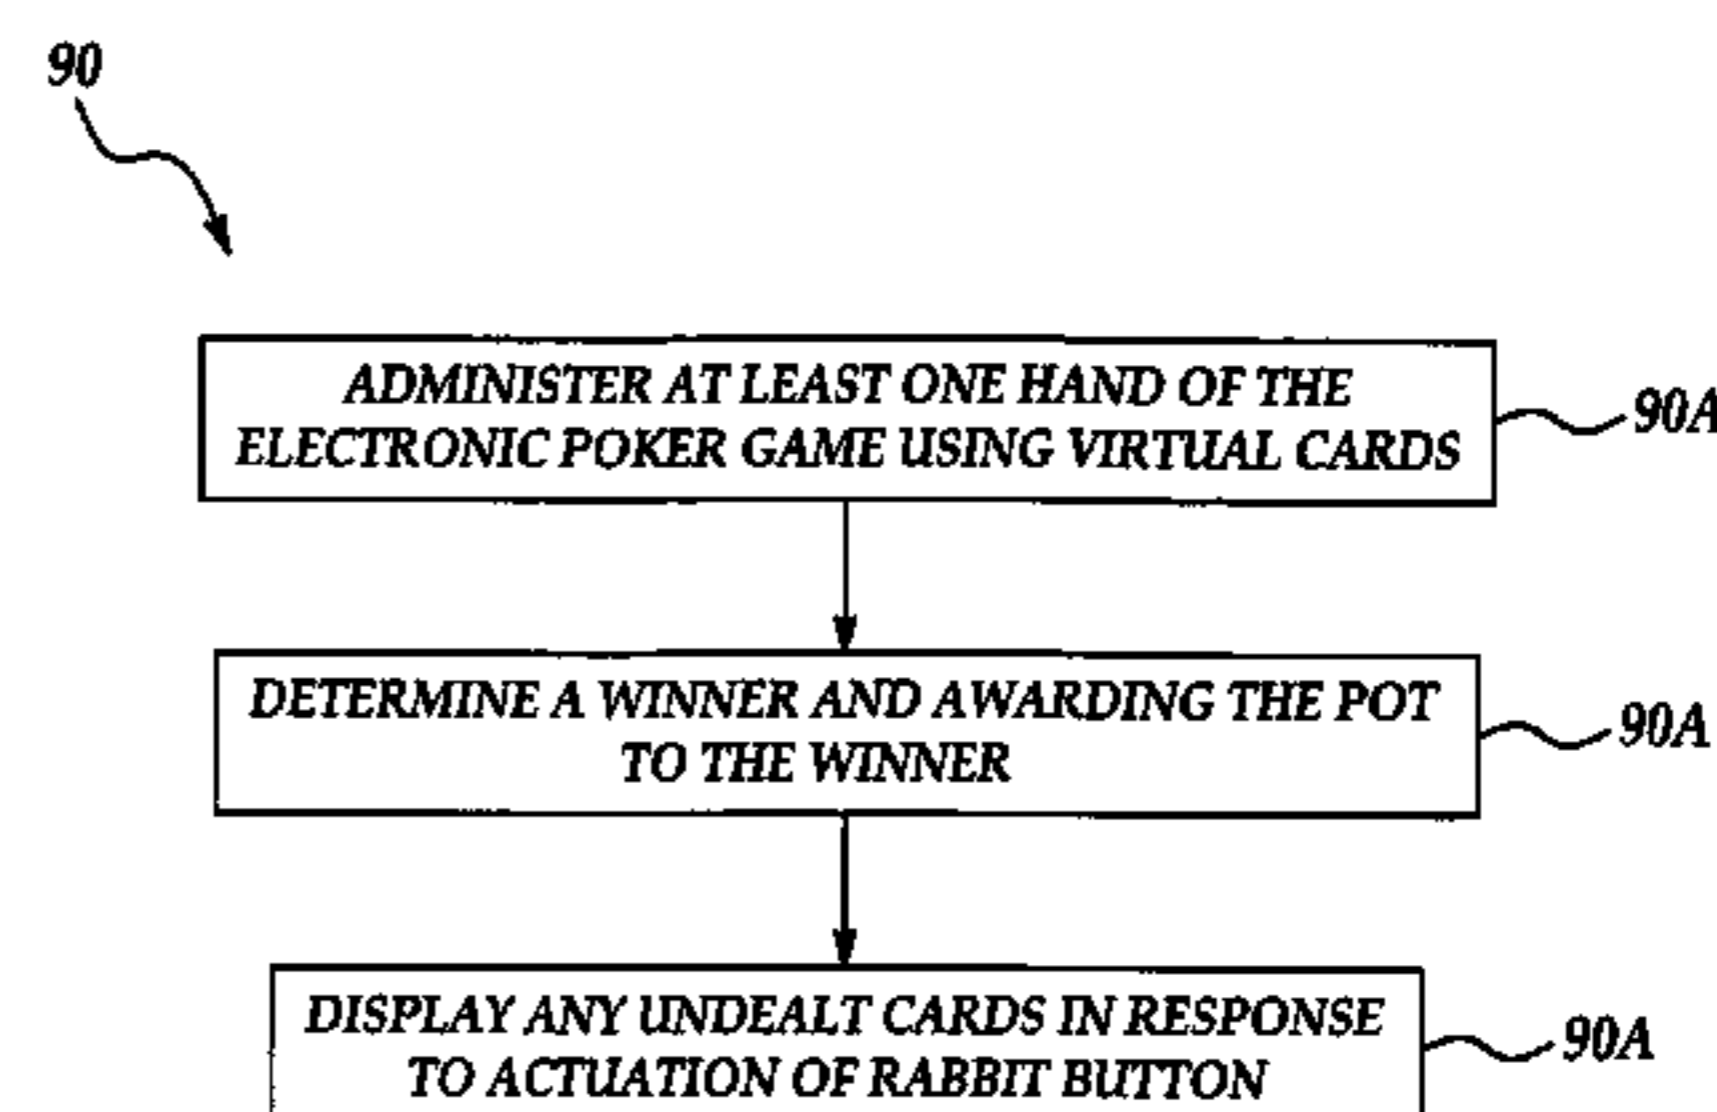 90
ADMINISTER AT LEAST ONE HAND OF THE
ELECTRONIC POKER GAME USING VIRTUAL CARDS
90A
DETERMINE A WINNER AND AWARDING THE POT
TO THE WINNER
90A
DISPLAY ANY UNDEALT CARDS IN RESPONSE
TO ACTUATION OF RABBIT BUTTON
90A